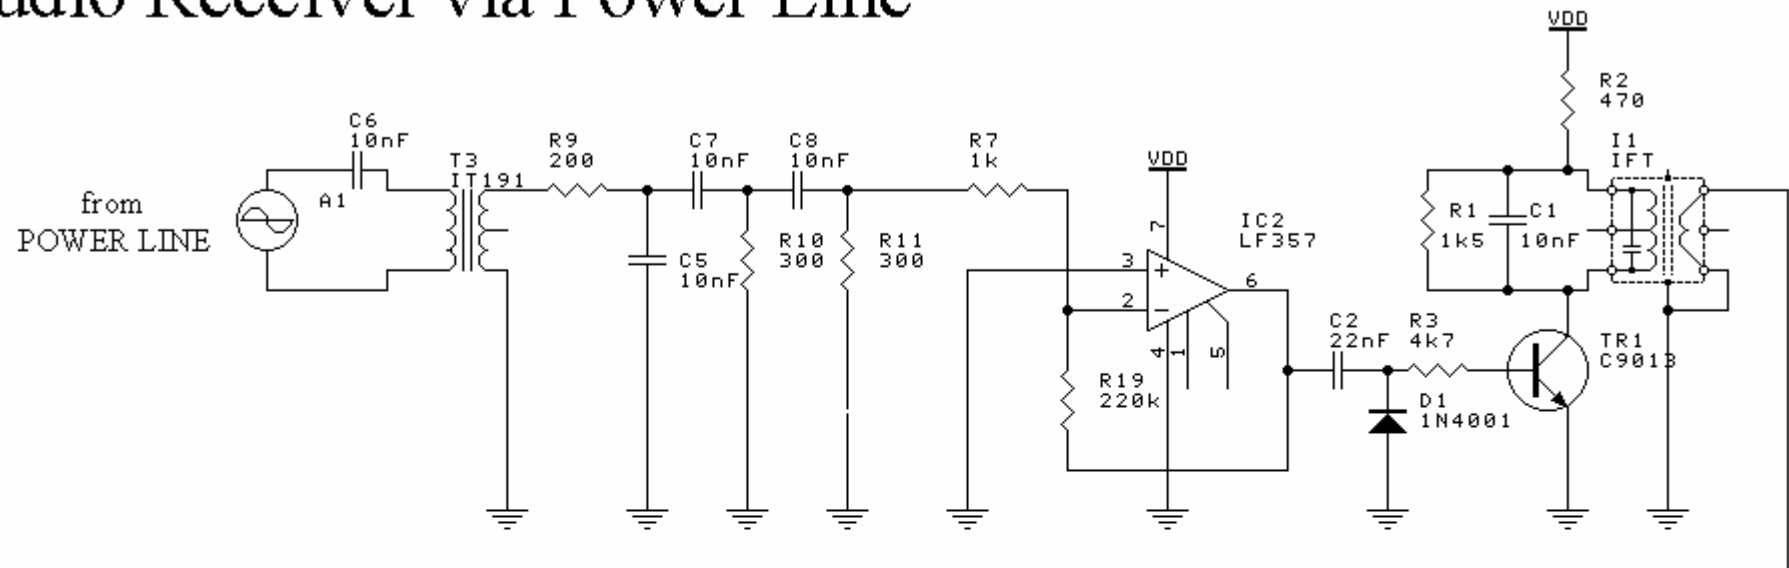 udio Receiver via Power Line
VDD
R2
470
C6
10nF
T3
IT191
R9
200
C7
10nF
C8
10nF
R7
1k
VDD
I1
IFT
A1
from
POWER LINE
R10
300
R11
300
C5
10nF
7
IC2
LF357
3
+
2
−
6
4
1
5
R1
1k5
C1
10nF
R19
220k
C2
22nF
R3
4k7
TR1
C9013
D1
1N4001